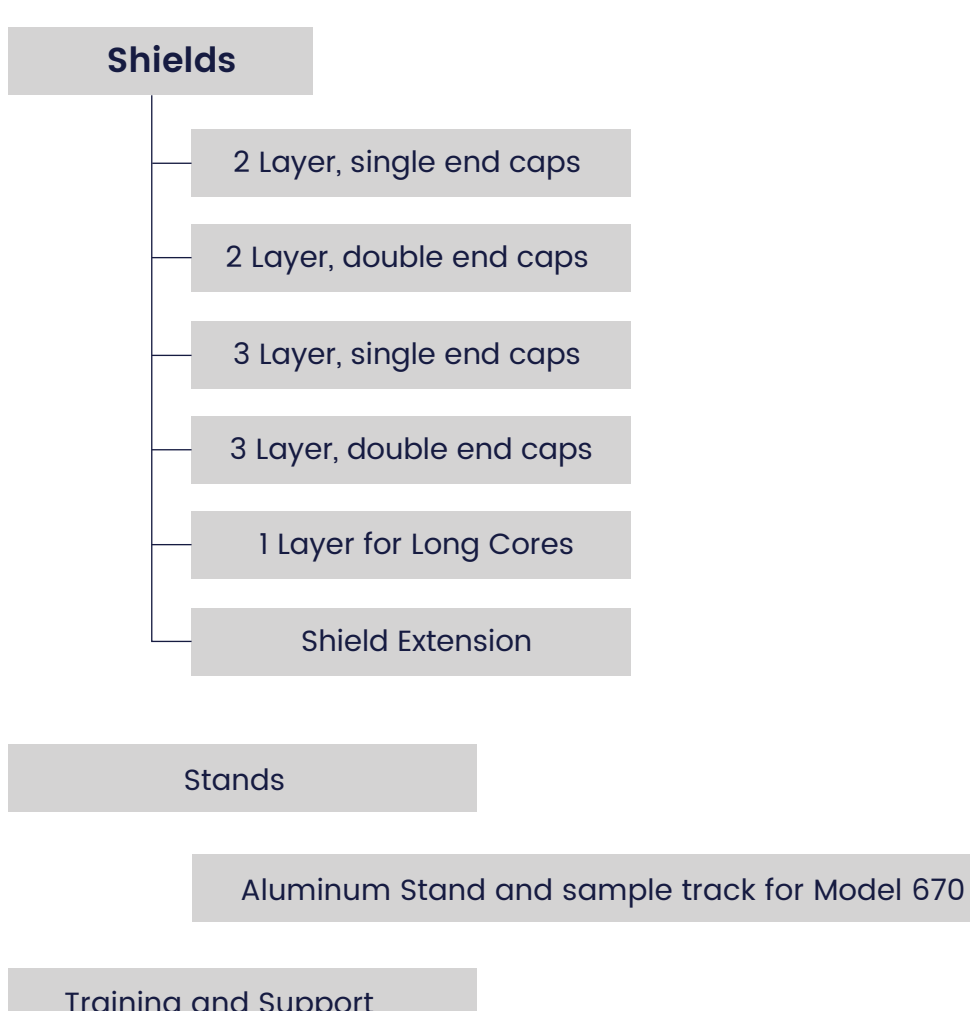 Shields
2 Layer, single end caps
2 Layer, double end caps
3 Layer, single end caps
3 Layer, double end caps
1 Layer for Long Cores
Shield Extension
Stands
Aluminum Stand and sample track for Model 670
Training and Support